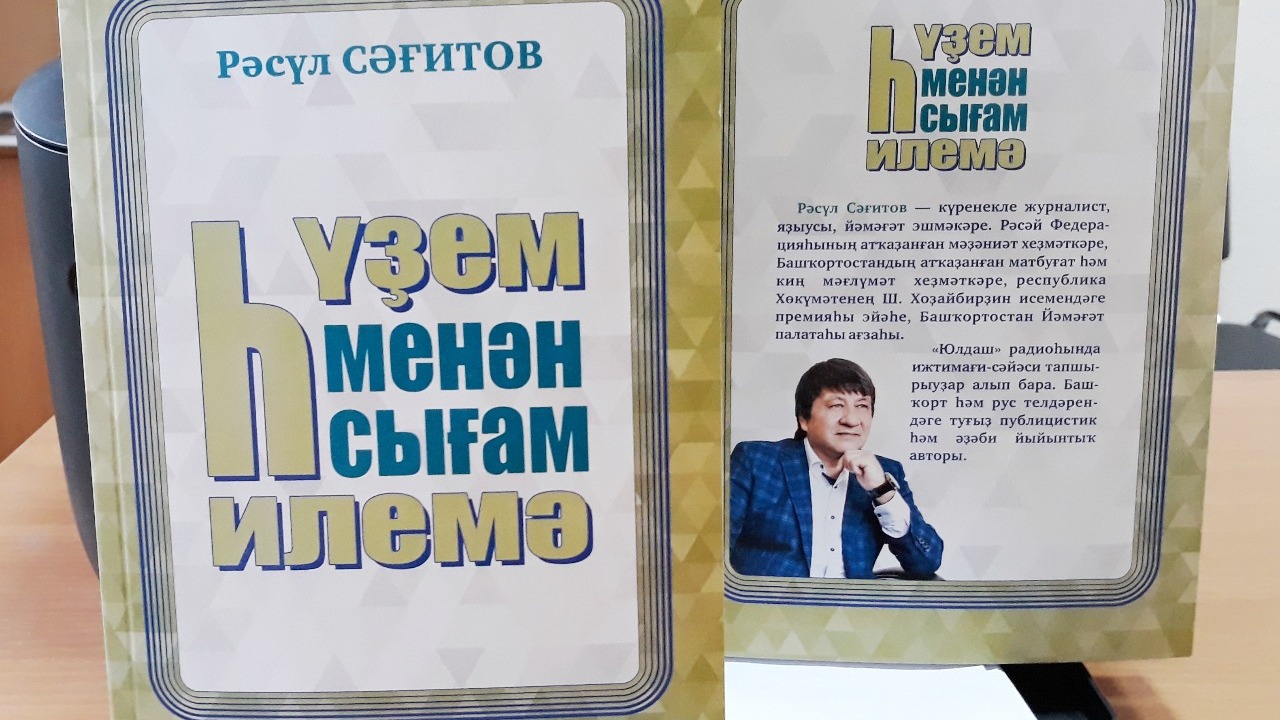 Рәсүл СӘҒИТОВ
Һүҙем
менән
сығам
илемә
Һүҙем
менән
сығам
илемә
Рәсүл Сәғитов — күренекле журналист,
яҙыусы, йәмәғәт эшмәкәре. Рәсәй Федера-
цияһының атҡаҙанған мәҙәниәт хеҙмәткәре,
Башҡортостандың атҡаҙанған матбуғат һәм
киң мәғлүмәт хеҙмәткәре, республика
Хөкүмәтенең Ш. Хоҙайбирҙин исемендәге
премияһы эйәһе, Башҡортостан Йәмәғәт
палатаһы ағзаһы.
«Юлдаш» радиоһында
ижтимағи-сәйәси тапшы-
рыуҙар алып бара. Баш-
ҡорт һәм рус телдәрен-
дәге туғыҙ публицистик
һәм әҙәби йыйынтыҡ
авторы.